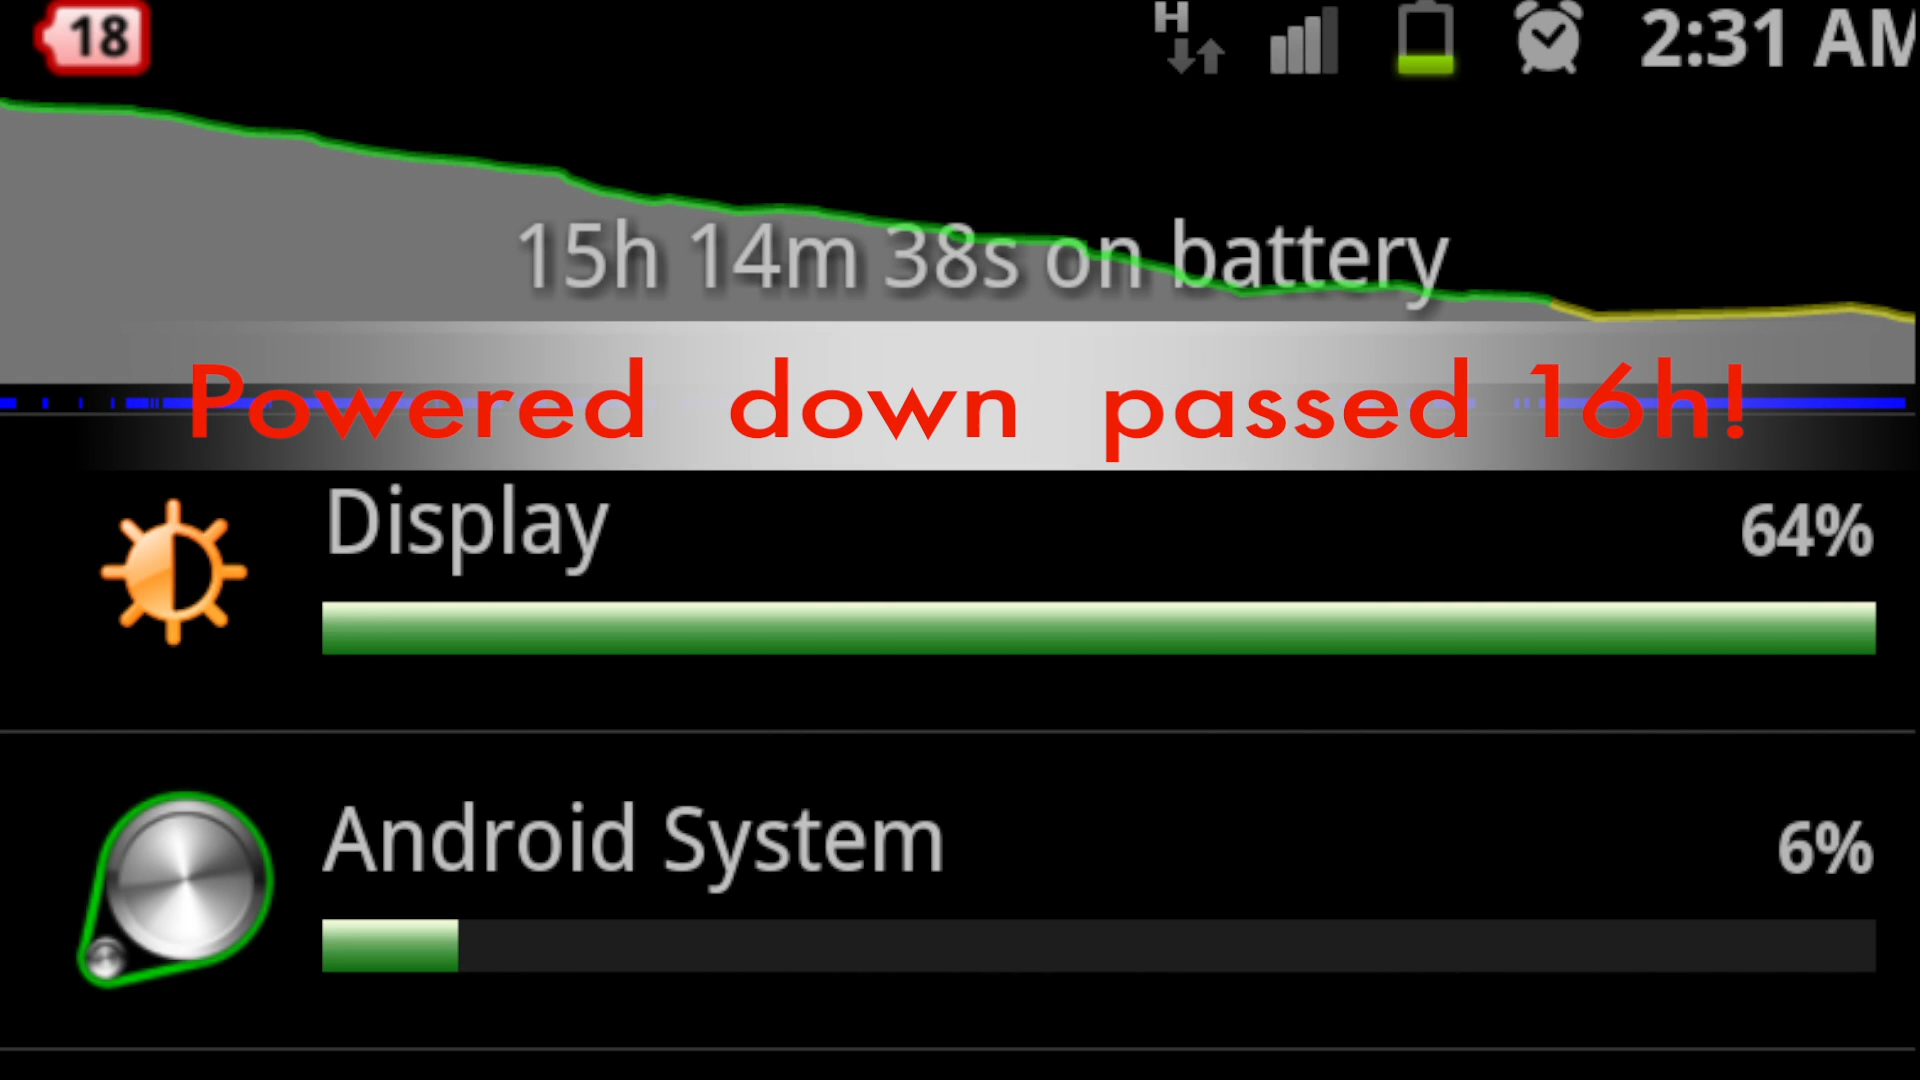 18 H 2:31 AM
15h 14m 38s on battery
Powered down passed 16h!
Display 64%
Android System 6%